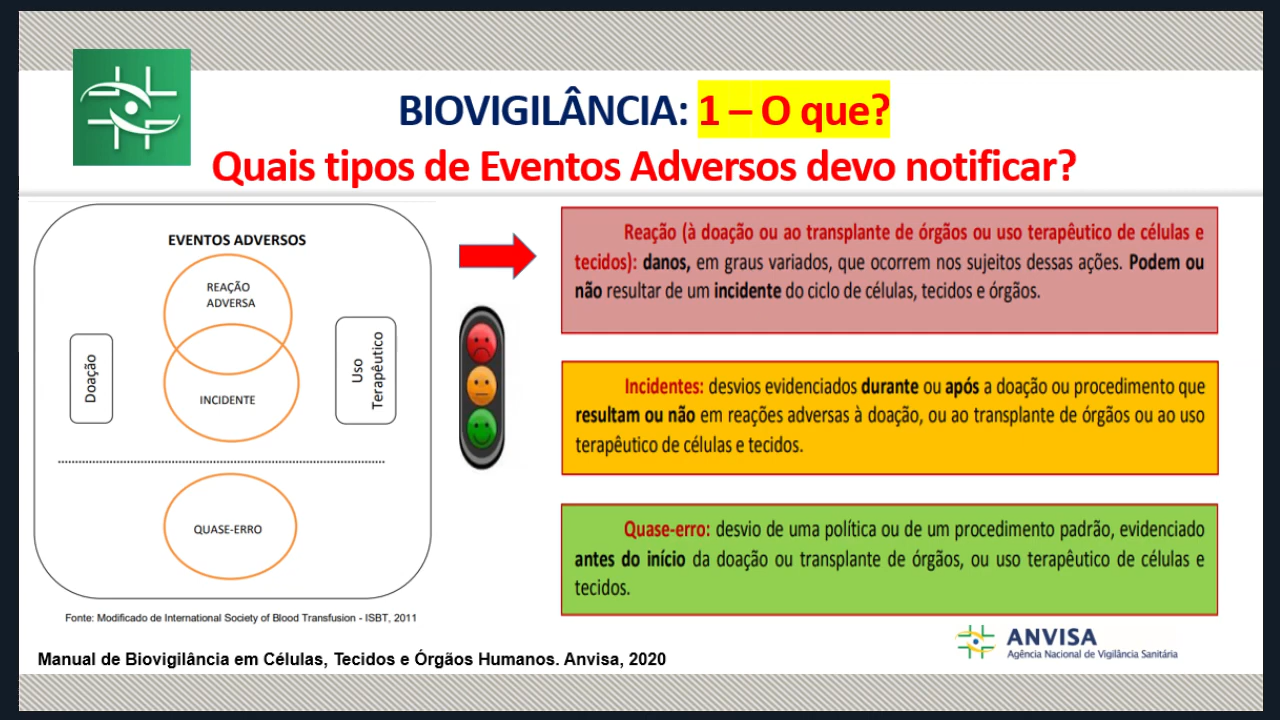 BIOVIGILÂNCIA: 1 – O que?
Quais tipos de Eventos Adversos devo notificar?
EVENTOS ADVERSOS
REAÇÃO
ADVERSA
Doação
Uso
Terapêutico
INCIDENTE
QUASE-ERRO
Fonte: Modificado de International Society of Blood Transfusion - ISBT, 2011
Reação (à doação ou ao transplante de órgãos ou uso terapêutico de células e
tecidos): danos, em graus variados, que ocorrem nos sujeitos dessas ações. Podem ou
não resultar de um incidente do ciclo de células, tecidos e órgãos.
Incidentes: desvios evidenciados durante ou após a doação ou procedimento que
resultam ou não em reações adversas à doação, ou ao transplante de órgãos ou ao uso
terapêutico de células e tecidos.
Quase-erro: desvio de uma política ou de um procedimento padrão, evidenciado
antes do início da doação ou transplante de órgãos, ou uso terapêutico de células e
tecidos.
ANVISA
Agência Nacional de Vigilância Sanitária
Manual de Biovigilância em Células, Tecidos e Órgãos Humanos. Anvisa, 2020